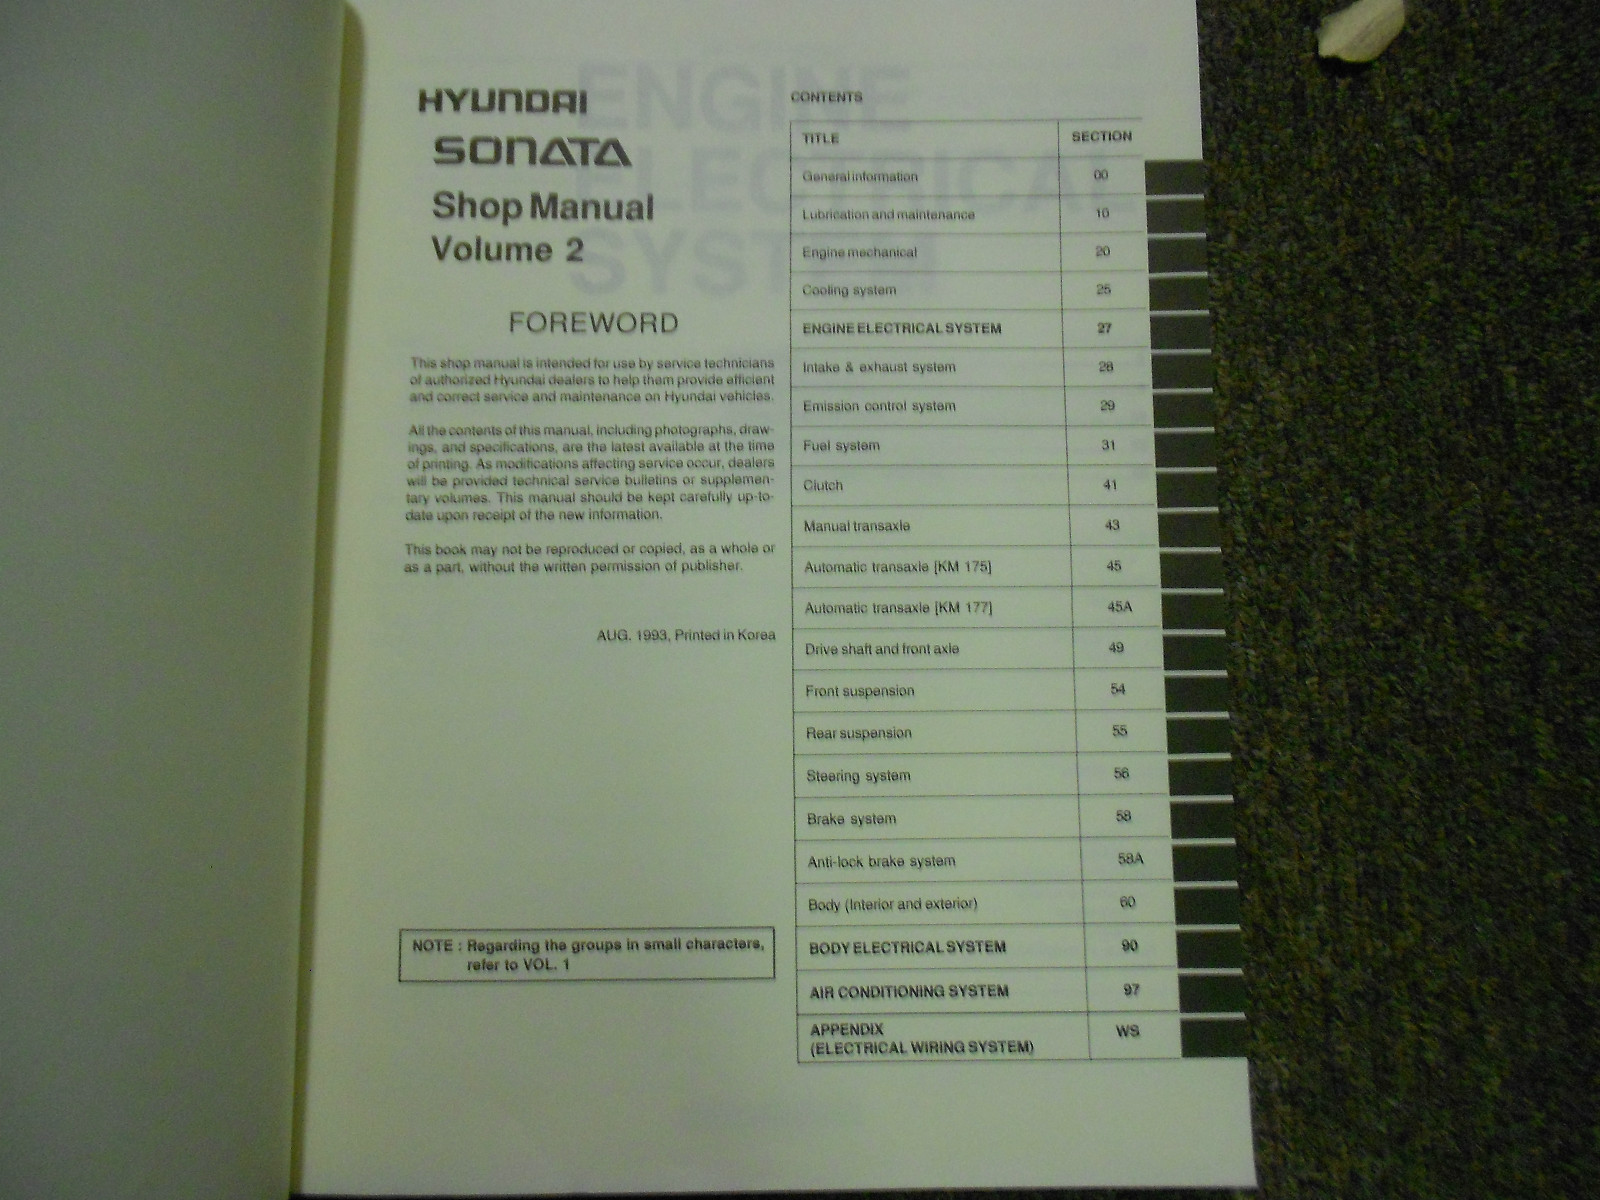 HYUNDAI
SONATA
Shop Manual
Volume 2
FOREWORD
This shop manual is intended for use by service technicians
of authorized Hyundai dealers to help them provide efficient
and correct service and maintenance on Hyundai vehicles.
All the contents of this manual, including photographs, draw-
ings, and specifications, are the latest available at the time
of printing. As modifications affecting service occur, dealers
will be provided technical service bulletins or supplemen-
tary volumes. This manual should be kept carefully up-to-
date upon receipt of the new information.
This book may not be reproduced or copied, as a whole or
as a part, without the written permission of publisher.
AUG. 1993, Printed in Korea
NOTE : Regarding the groups in small characters,
refer to VOL. 1
CONTENTS
TITLE SECTION
General information 00
Lubrication and maintenance 10
Engine mechanical 20
Cooling system 25
ENGINE ELECTRICAL SYSTEM 27
Intake & exhaust system 28
Emission control system 29
Fuel system 31
Clutch 41
Manual transaxle 43
Automatic transaxle [KM 175] 45
Automatic transaxle [KM 177] 45A
Drive shaft and front axle 49
Front suspension 54
Rear suspension 55
Steering system 56
Brake system 58
Anti-lock brake system 58A
Body (Interior and exterior) 60
BODY ELECTRICAL SYSTEM 90
AIR CONDITIONING SYSTEM 97
APPENDIX WS
(ELECTRICAL WIRING SYSTEM)
ENGINE
ELECTRICAL
SYSTEM